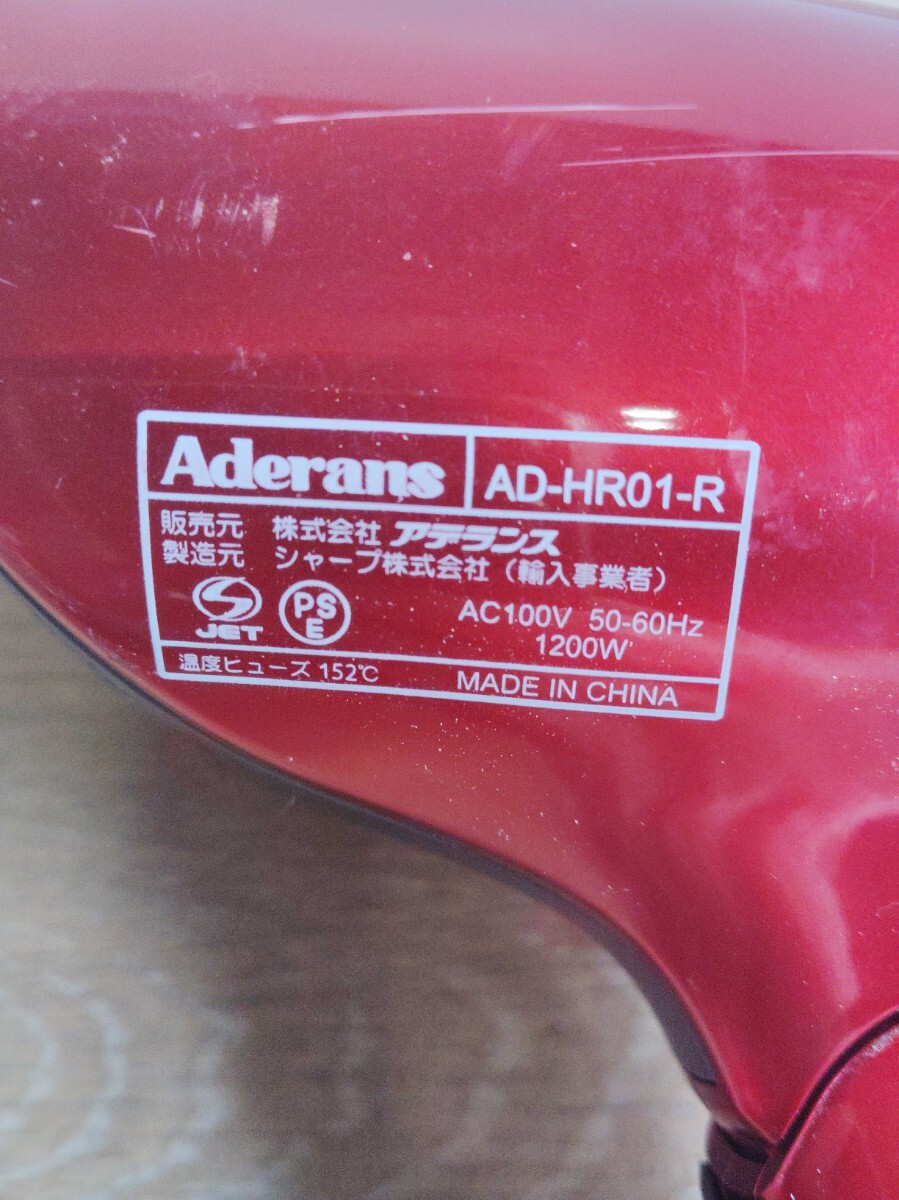 Aderans AD-HR01-R
販売元 株式会社 アデランス
製造元 シャープ株式会社(輸入事業者)
JET PSE AC100V 50-60Hz
1200W
温度ヒューズ 152℃ MADE IN CHINA